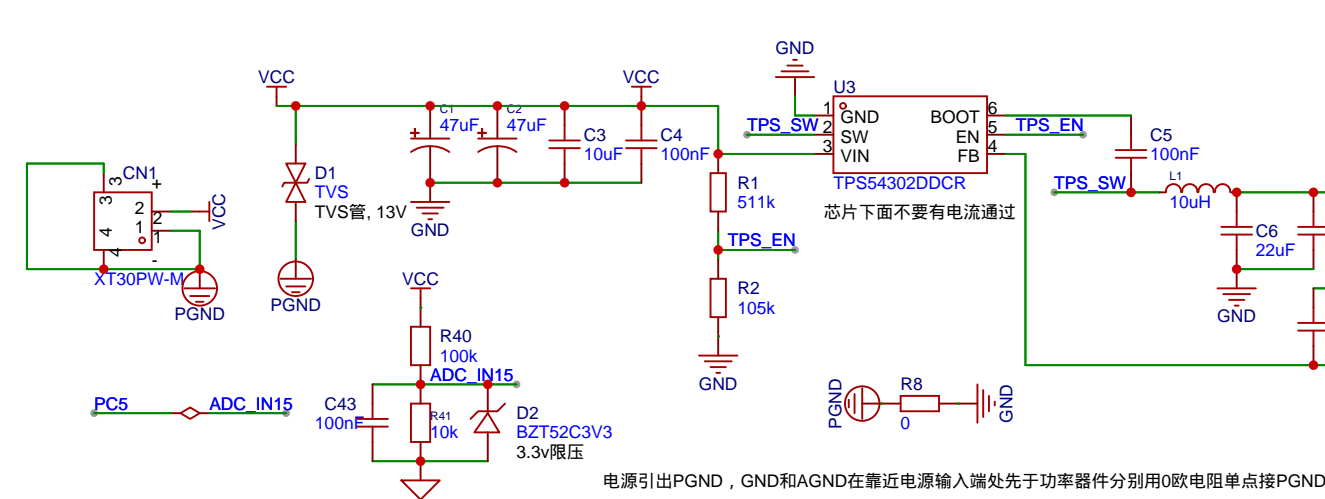 GND
VCC
VCC
U3
C1
47uF
C2
47uF
C3
10uF
C4
100nF
TPS_SW
1
GND
2
SW
3
VIN
BOOT
6
EN
5
FB
4
TPS_EN
TPS54302DDCR
芯片下面不要有电流通过
C5
100nF
TPS_SW
L1
10uH
C6
22uF
GND
CN1
+
3
3
2
2
1
1
4
4
-
VCC
XT30PW-M
PGND
D1
TVS
TVS管, 13V
PGND
GND
R1
511k
TPS_EN
R2
105k
GND
VCC
R40
100k
ADC_IN15
PC5
ADC_IN15
C43
100nF
R41
10k
D2
BZT52C3V3
3.3v限压
PGND
R8
0
GND
电源引出PGND，GND和AGND在靠近电源输入端处先于功率器件分别用0欧电阻单点接PGND